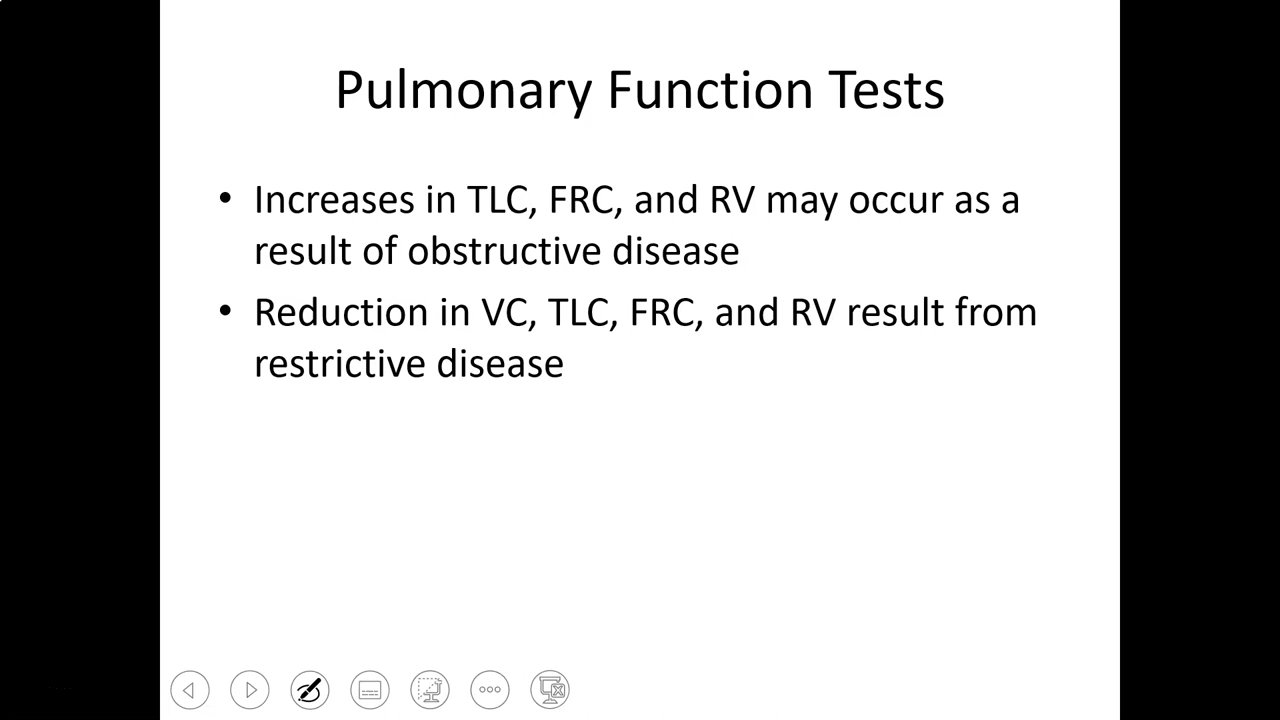 Pulmonary Function Tests
• Increases in TLC, FRC, and RV may occur as a
result of obstructive disease
• Reduction in VC, TLC, FRC, and RV result from
restrictive disease